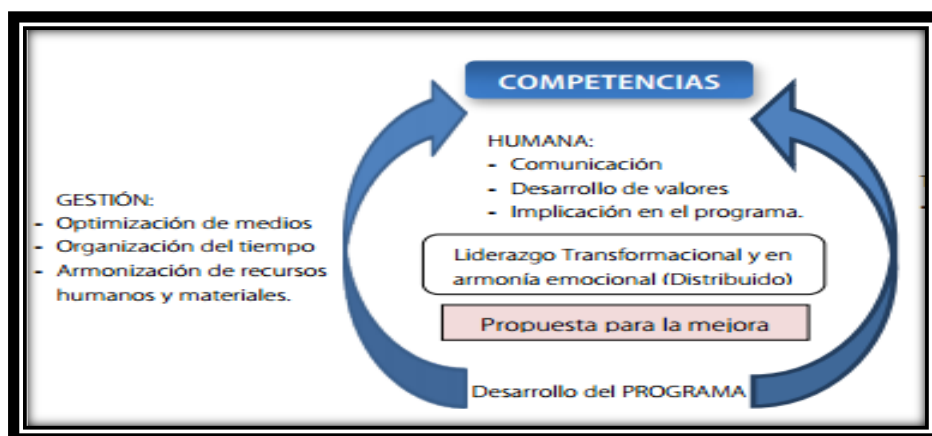 COMPETENCIAS
HUMANA:
- Comunicación
- Desarrollo de valores
- Implicación en el programa.
GESTIÓN:
- Optimización de medios
- Organización del tiempo
- Armonización de recursos
humanos y materiales.
Liderazgo Transformacional y en
armonía emocional (Distribuido)
Propuesta para la mejora
Desarrollo del PROGRAMA